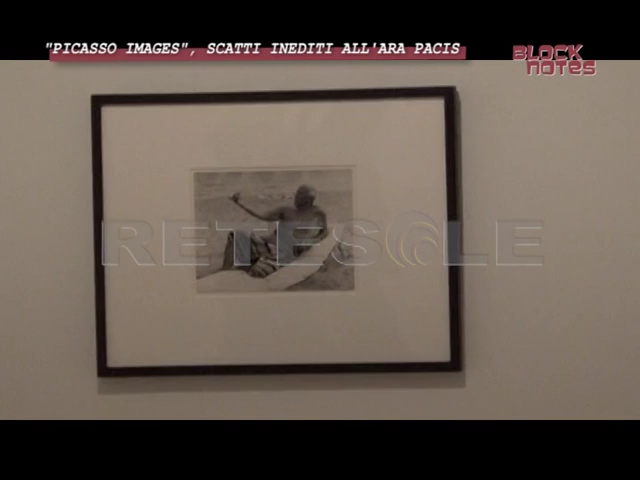 "PICASSO IMAGES", SCATTI INEDITI ALL'ARA PACIS
BLOCK
NOTES
RETESOLE